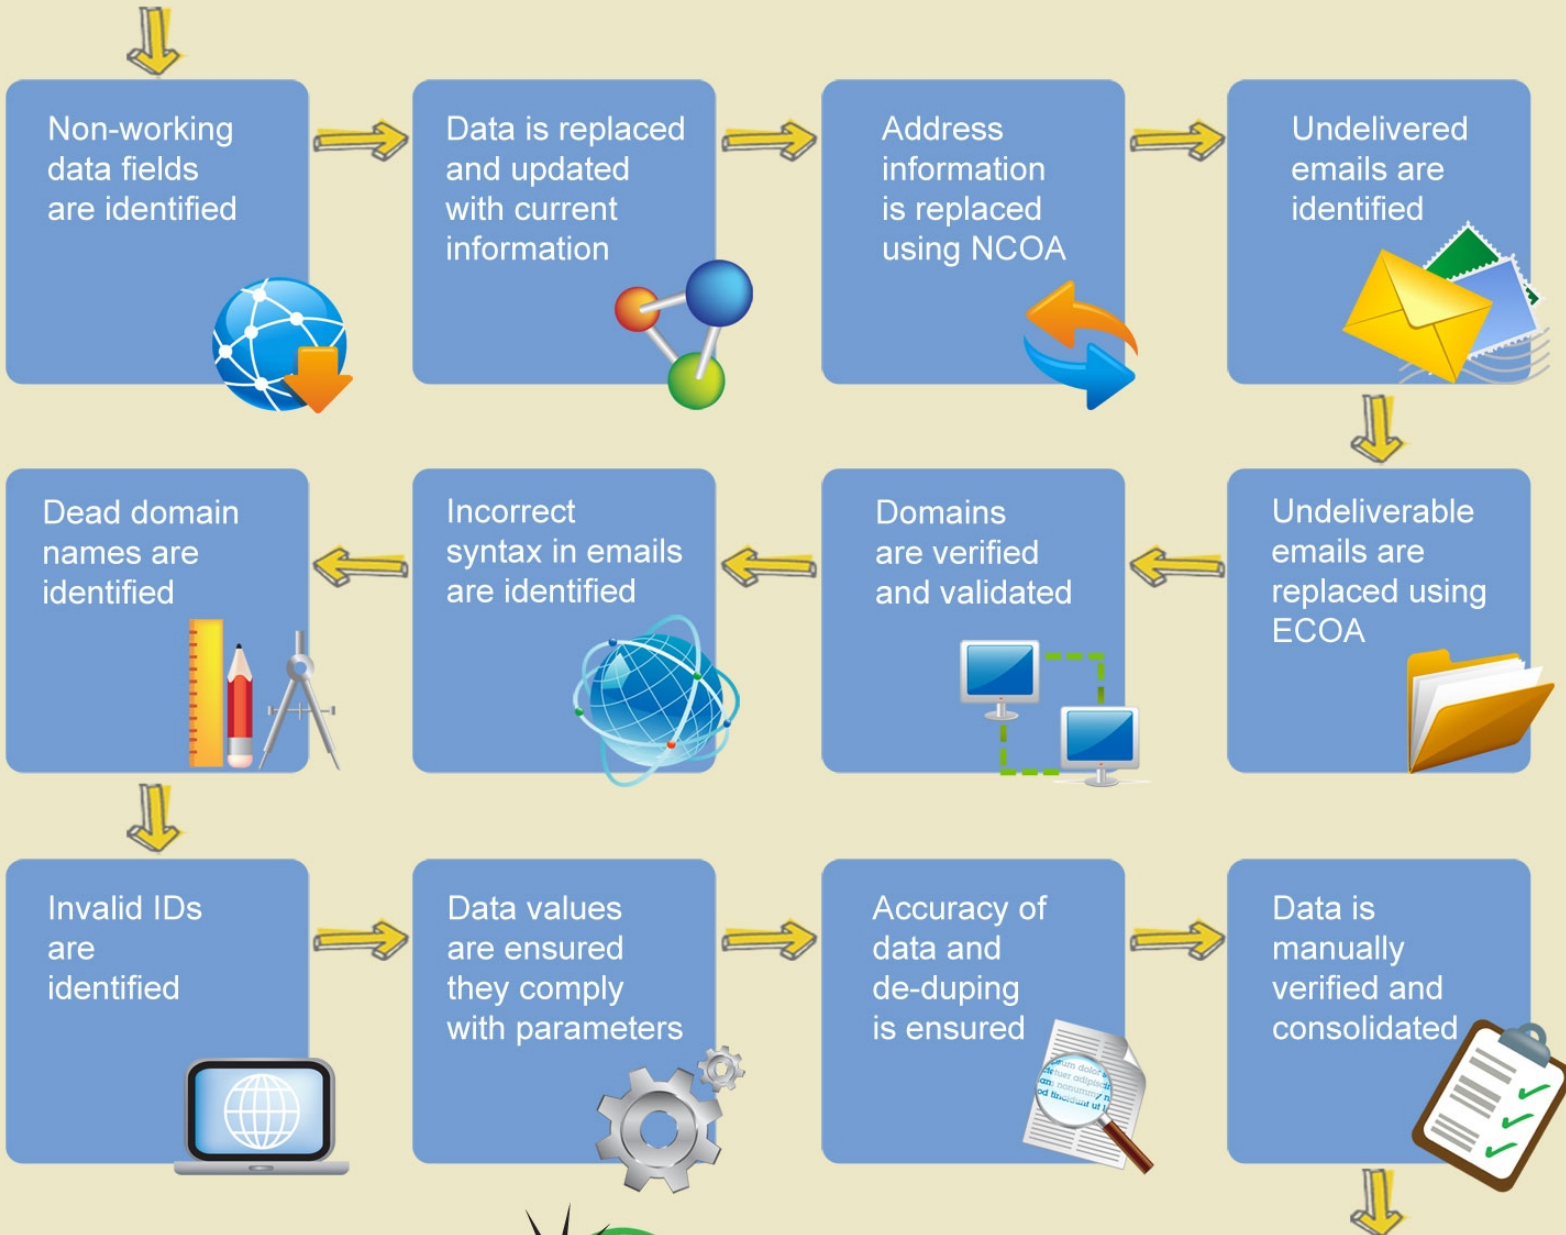 Non-working
data fields
are identified
Data is replaced
and updated
with current
information
Address
information
is replaced
using NCOA
Undelivered
emails are
identified
Undeliverable
emails are
replaced using
ECOA
Domains
are verified
and validated
Incorrect
syntax in emails
are identified
Dead domain
names are
identified
Invalid IDs
are
identified
Data values
are ensured
they comply
with parameters
Accuracy of
data and
de-duping
is ensured
Data is
manually
verified and
consolidated